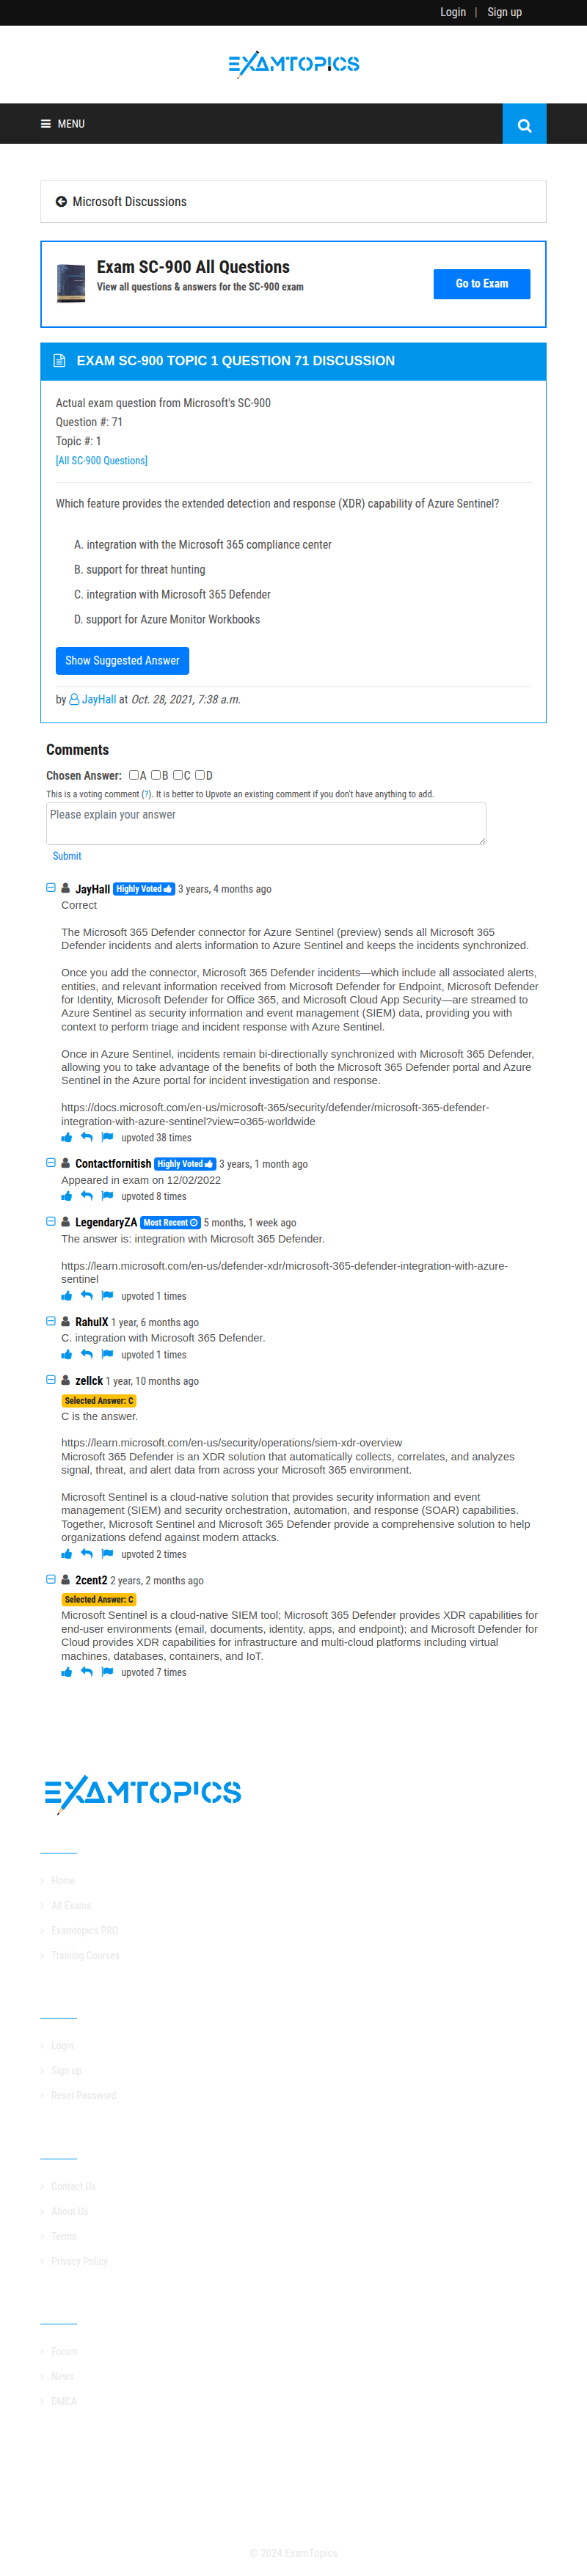 Login | Sign up
EXAMTOPICS
MENU
Microsoft Discussions
Exam SC-900 All Questions
View all questions & answers for the SC-900 exam
Go to Exam
EXAM SC-900 TOPIC 1 QUESTION 71 DISCUSSION
Actual exam question from Microsoft's SC-900
Question #: 71
Topic #: 1
[All SC-900 Questions]
Which feature provides the extended detection and response (XDR) capability of Azure Sentinel?
A. integration with the Microsoft 365 compliance center
B. support for threat hunting
C. integration with Microsoft 365 Defender
D. support for Azure Monitor Workbooks
Show Suggested Answer
by JayHall at Oct. 28, 2021, 7:38 a.m.
Comments
Chosen Answer: A B C D
This is a voting comment (?). It is better to Upvote an existing comment if you don't have anything to add.
Please explain your answer
Submit
JayHall Highly Voted 3 years, 4 months ago
Correct
The Microsoft 365 Defender connector for Azure Sentinel (preview) sends all Microsoft 365
Defender incidents and alerts information to Azure Sentinel and keeps the incidents synchronized.
Once you add the connector, Microsoft 365 Defender incidents—which include all associated alerts,
entities, and relevant information received from Microsoft Defender for Endpoint, Microsoft Defender
for Identity, Microsoft Defender for Office 365, and Microsoft Cloud App Security—are streamed to
Azure Sentinel as security information and event management (SIEM) data, providing you with
context to perform triage and incident response with Azure Sentinel.
Once in Azure Sentinel, incidents remain bi-directionally synchronized with Microsoft 365 Defender,
allowing you to take advantage of the benefits of both the Microsoft 365 Defender portal and Azure
Sentinel in the Azure portal for incident investigation and response.
https://docs.microsoft.com/en-us/microsoft-365/security/defender/microsoft-365-defender-
integration-with-azure-sentinel?view=o365-worldwide
upvoted 38 times
Contactfornitish Highly Voted 3 years, 1 month ago
Appeared in exam on 12/02/2022
upvoted 8 times
LegendaryZA Most Recent 5 months, 1 week ago
The answer is: integration with Microsoft 365 Defender.
https://learn.microsoft.com/en-us/defender-xdr/microsoft-365-defender-integration-with-azure-
sentinel
upvoted 1 times
RahulX 1 year, 6 months ago
C. integration with Microsoft 365 Defender.
upvoted 1 times
zellck 1 year, 10 months ago
Selected Answer: C
C is the answer.
https://learn.microsoft.com/en-us/security/operations/siem-xdr-overview
Microsoft 365 Defender is an XDR solution that automatically collects, correlates, and analyzes
signal, threat, and alert data from across your Microsoft 365 environment.
Microsoft Sentinel is a cloud-native solution that provides security information and event
management (SIEM) and security orchestration, automation, and response (SOAR) capabilities.
Together, Microsoft Sentinel and Microsoft 365 Defender provide a comprehensive solution to help
organizations defend against modern attacks.
upvoted 2 times
2cent2 2 years, 2 months ago
Selected Answer: C
Microsoft Sentinel is a cloud-native SIEM tool; Microsoft 365 Defender provides XDR capabilities for
end-user environments (email, documents, identity, apps, and endpoint); and Microsoft Defender for
Cloud provides XDR capabilities for infrastructure and multi-cloud platforms including virtual
machines, databases, containers, and IoT.
upvoted 7 times
EXAMTOPICS
Home
All Exams
Examtopics PRO
Training Courses
Login
Sign up
Reset Password
Contact Us
About Us
Terms
Privacy Policy
Forum
News
DMCA
© 2024 ExamTopics